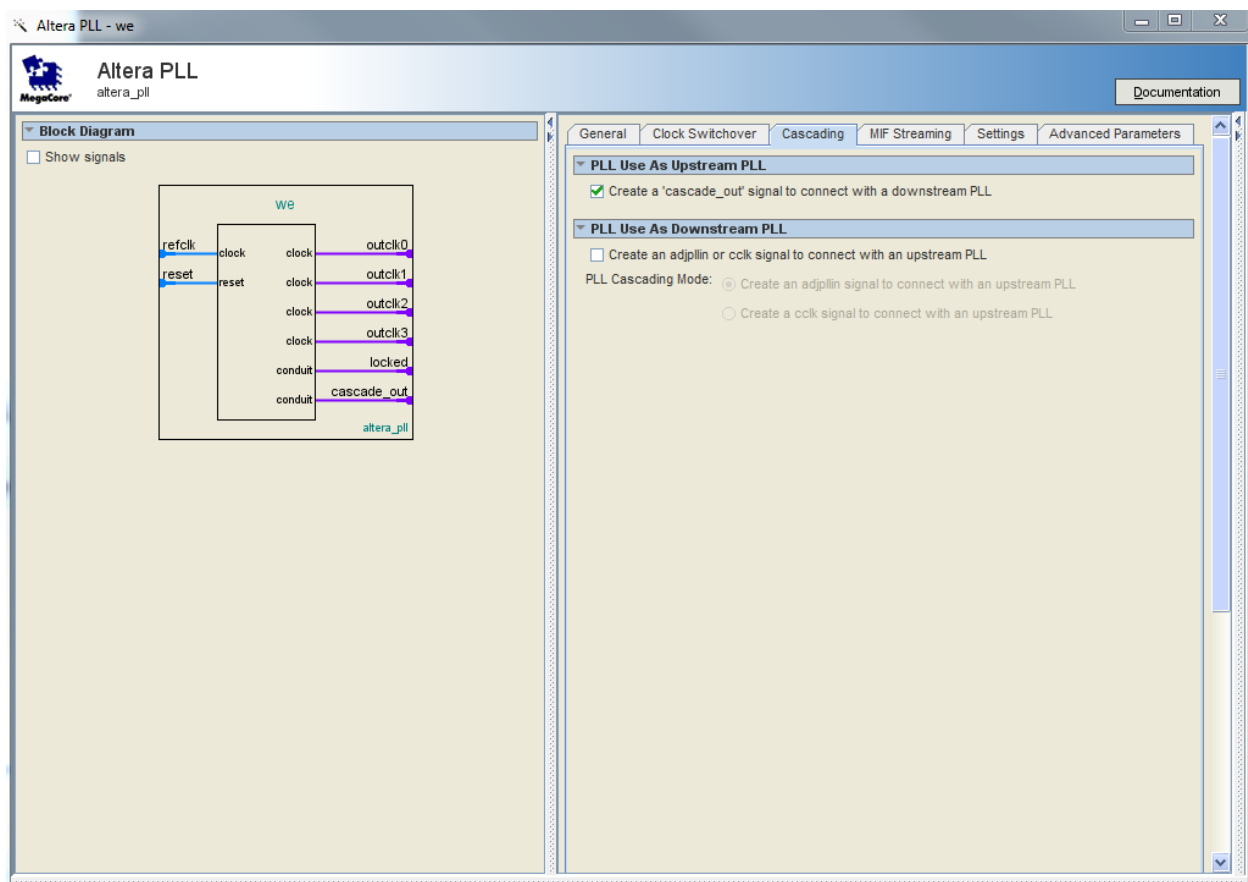 Altera PLL - we
Altera PLL
altera_pll
MegaCore®
Documentation
Block Diagram
Show signals
we
refclk
clock
clock
outclk0
reset
reset
clock
outclk1
clock
outclk2
clock
outclk3
conduit
locked
conduit
cascade_out
altera_pll
General
Clock Switchover
Cascading
MIF Streaming
Settings
Advanced Parameters
PLL Use As Upstream PLL
Create a 'cascade_out' signal to connect with a downstream PLL
PLL Use As Downstream PLL
Create an adjpllin or cclk signal to connect with an upstream PLL
PLL Cascading Mode:
Create an adjpllin signal to connect with an upstream PLL
Create a cclk signal to connect with an upstream PLL